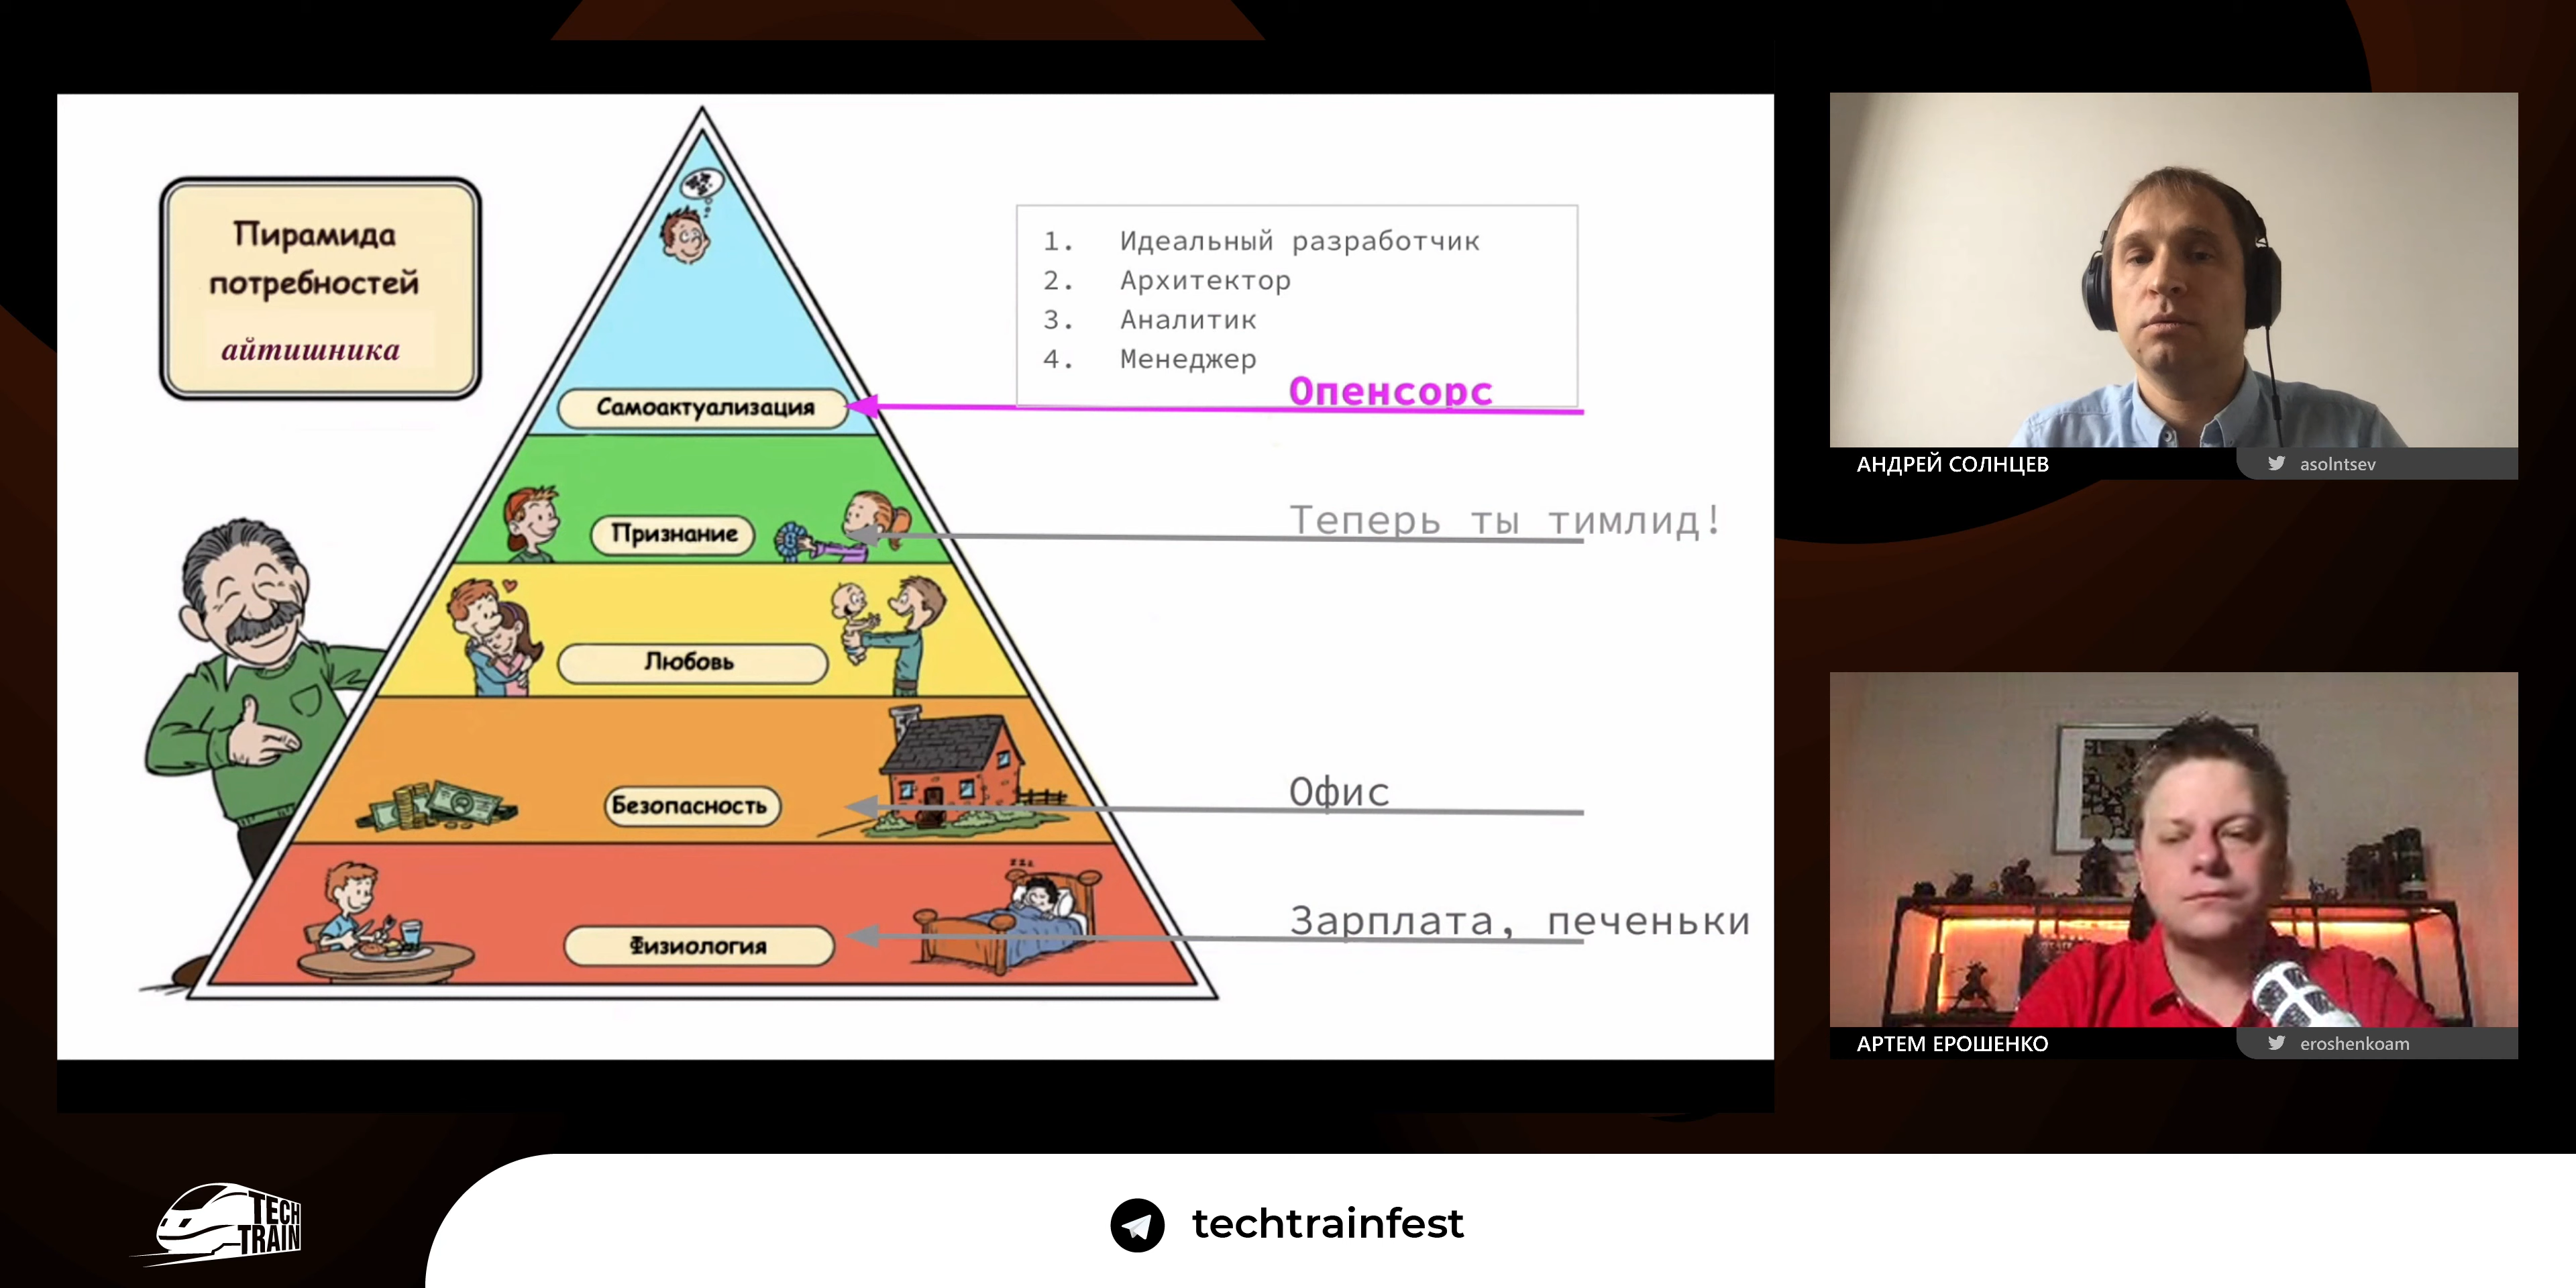 Пирамида
потребностей
айтишника
1. Идеальный разработчик
2. Архитектор
3. Аналитик
4. Менеджер
Опенсорс
Самоактуализация
Теперь ты тимлид!
Признание
Любовь
Офис
Безопасность
zzz
Зарплата, печеньки
Физиология
АНДРЕЙ СОЛНЦЕВ
asolntsev
АРТЕМ ЕРОШЕНКО
eroshenkoam
TECH
TRAIN
techtrainfest